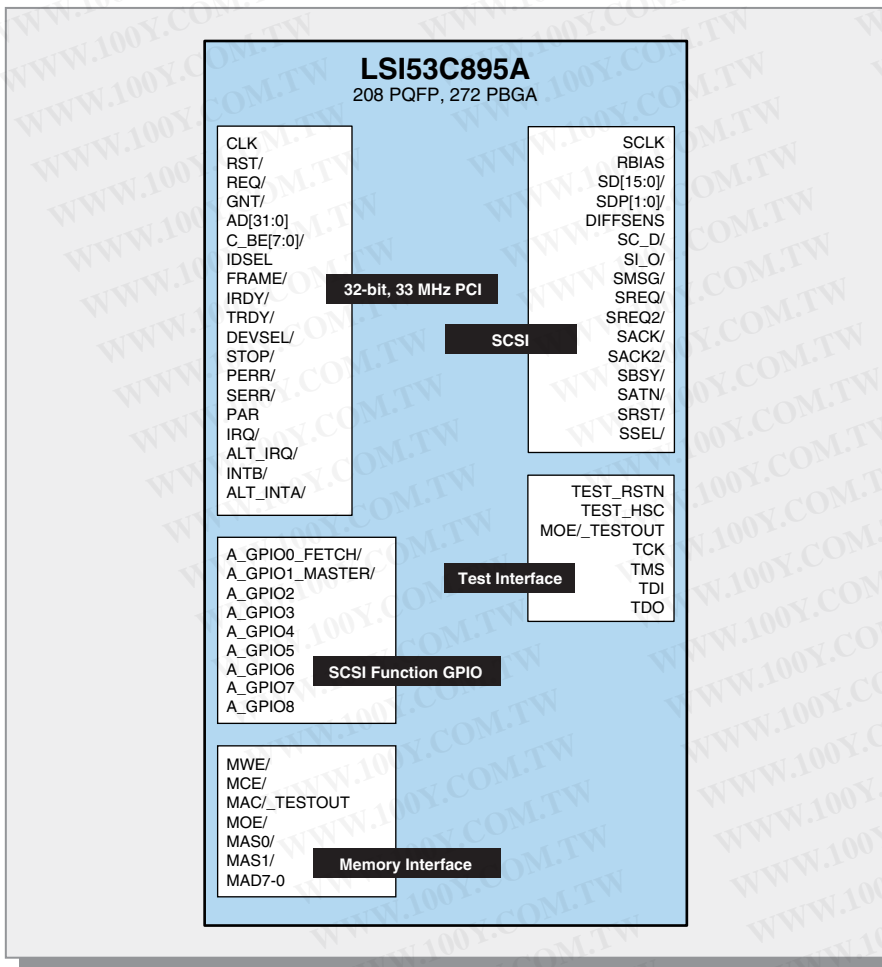 LSI53C895A
208 PQFP, 272 PBGA
CLK
RST/
REQ/
GNT/
AD[31:0]
C_BE[7:0]/
IDSEL
FRAME/
IRDY/
TRDY/
DEVSEL/
STOP/
PERR/
SERR/
PAR
IRQ/
ALT_IRQ/
INTB/
ALT_INTA/
32-bit, 33 MHz PCI
SCLK
RBIAS
SD[15:0]/
SDP[1:0]/
DIFFSENS
SC_D/
SI_O/
SMSG/
SREQ/
SREQ2/
SACK/
SACK2/
SBSY/
SATN/
SRST/
SSEL/
SCSI
TEST_RSTN
TEST_HSC
MOE/_TESTOUT
TCK
TMS
TDI
TDO
Test Interface
A_GPIO0_FETCH/
A_GPIO1_MASTER/
A_GPIO2
A_GPIO3
A_GPIO4
A_GPIO5
A_GPIO6
A_GPIO7
A_GPIO8
SCSI Function GPIO
MWE/
MCE/
MAC/_TESTOUT
MOE/
MAS0/
MAS1/
MAD7-0
Memory Interface
WWW.100Y.COM.TW